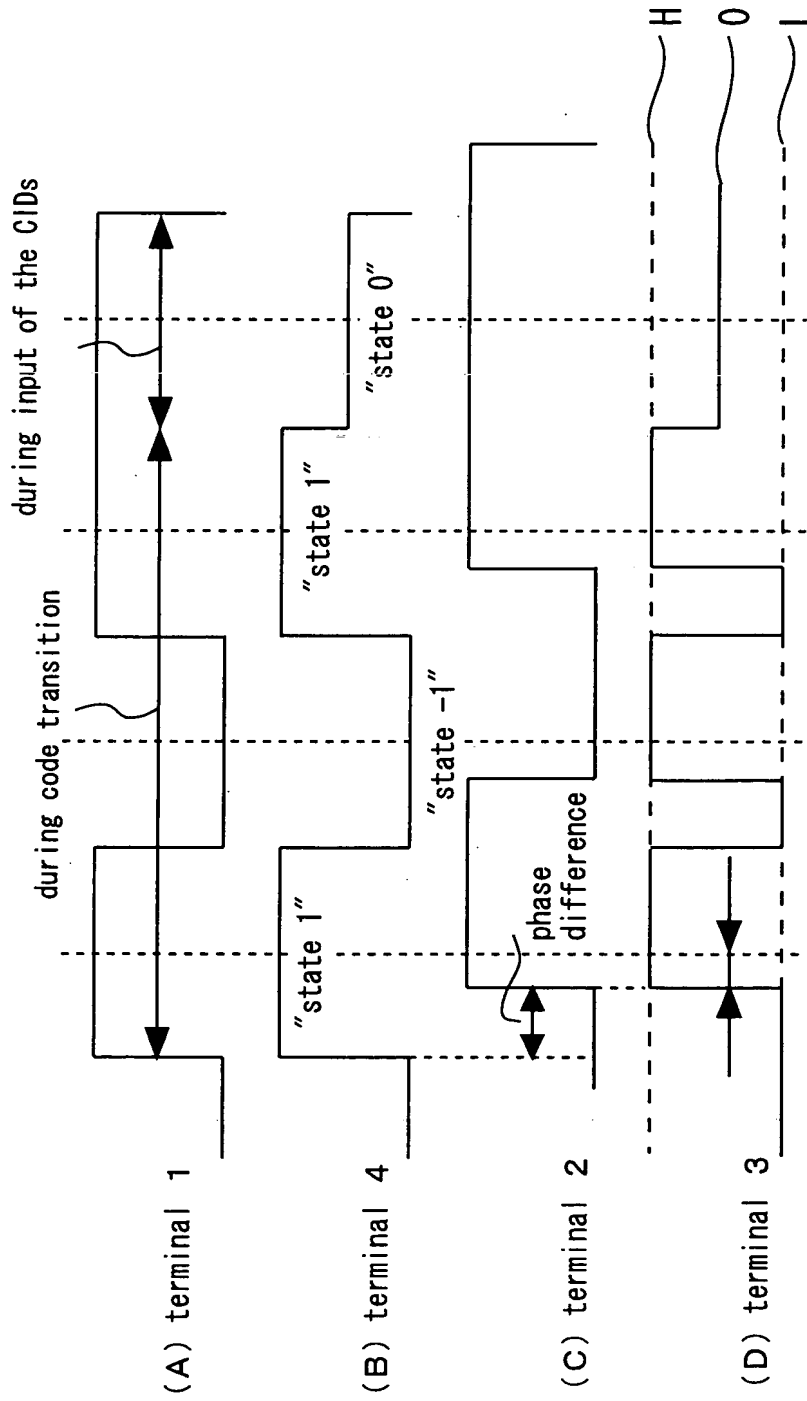 during code transition
during input of the CIDs
(A) terminal 1
"state 1"
"state 1"
"state 0"
(B) terminal 4
"state -1"
phase
difference
(C) terminal 2
H
O
(D) terminal 3